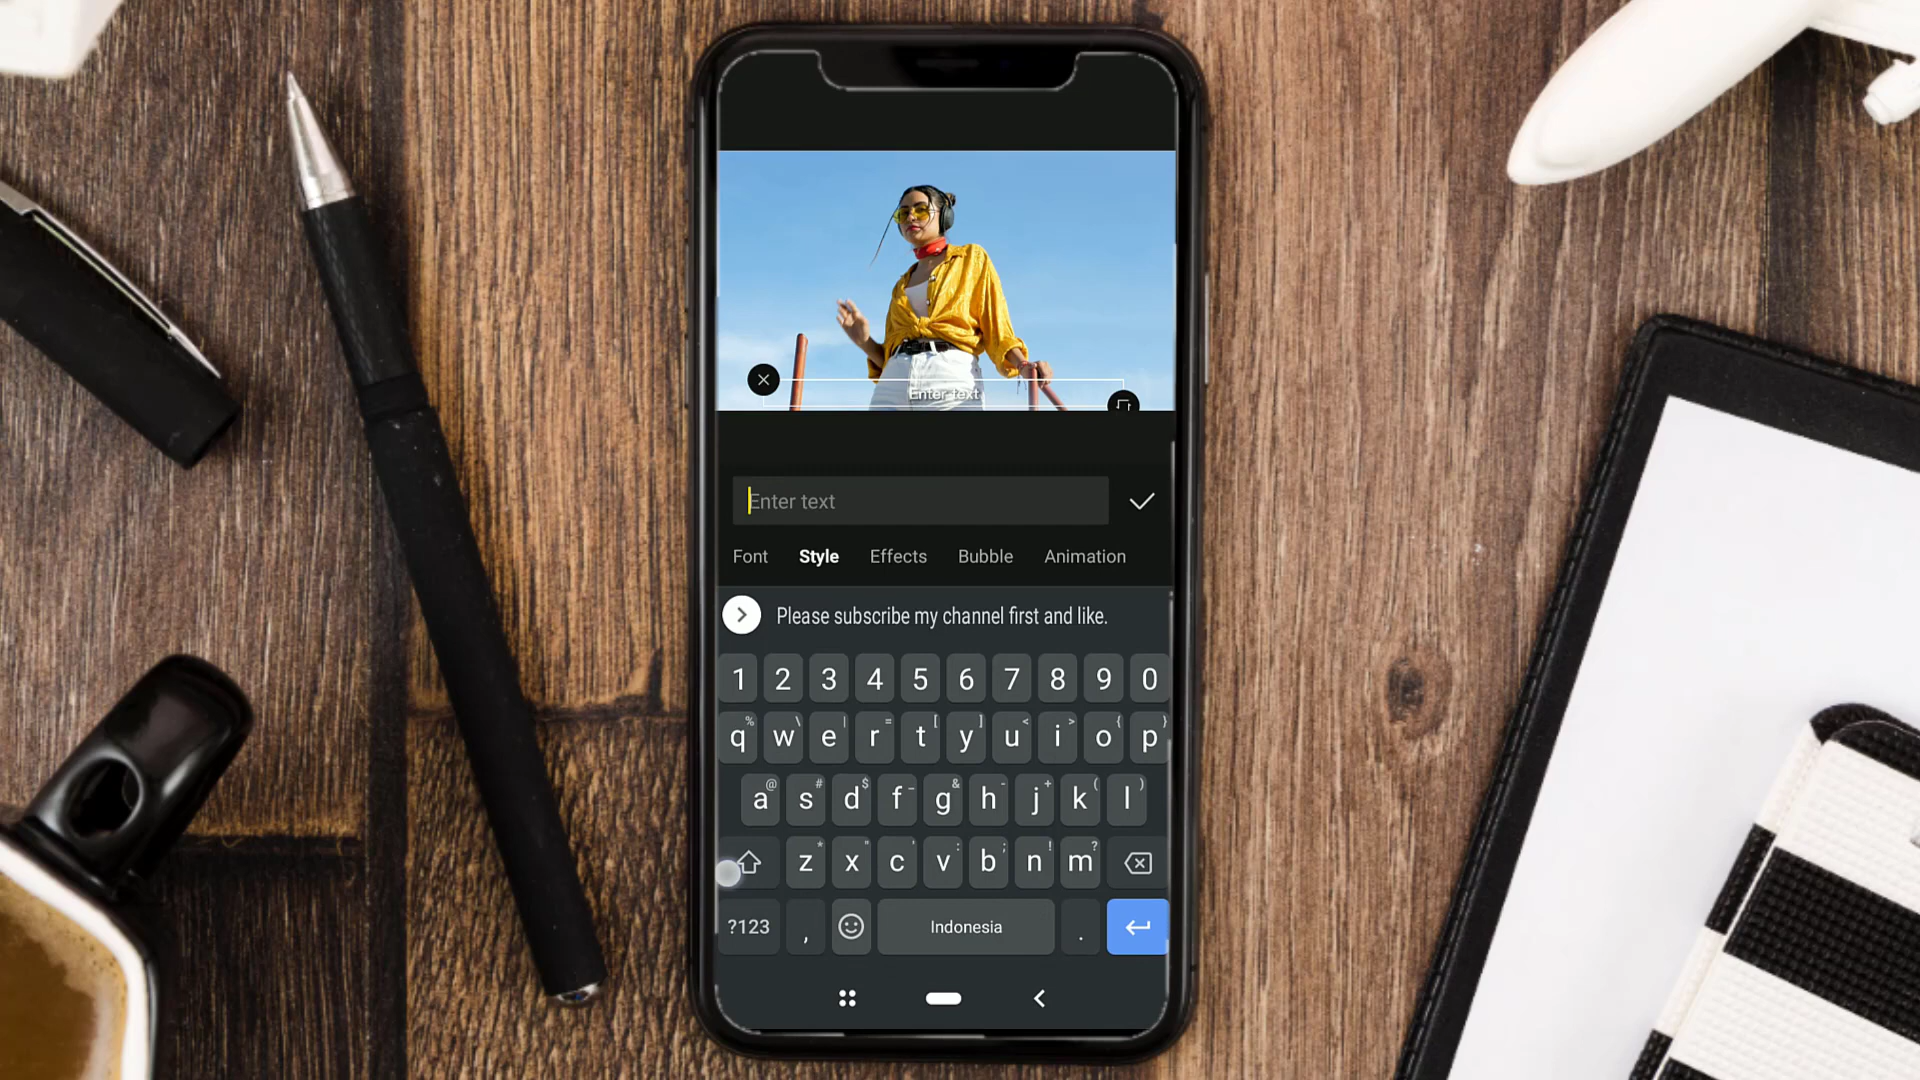 Enter text
Enter text
Font Style Effects Bubble Animation
Please subscribe my channel first and like.
1 2 3 4 5 6 7 8 9 0
% \ | = [ ] < > { }
q w e r t y u i o p
@ # $ _ & - + ( )
a s d f g h j k l
* " ' : ; ! ?
z x c v b n m
?123 , Indonesia .